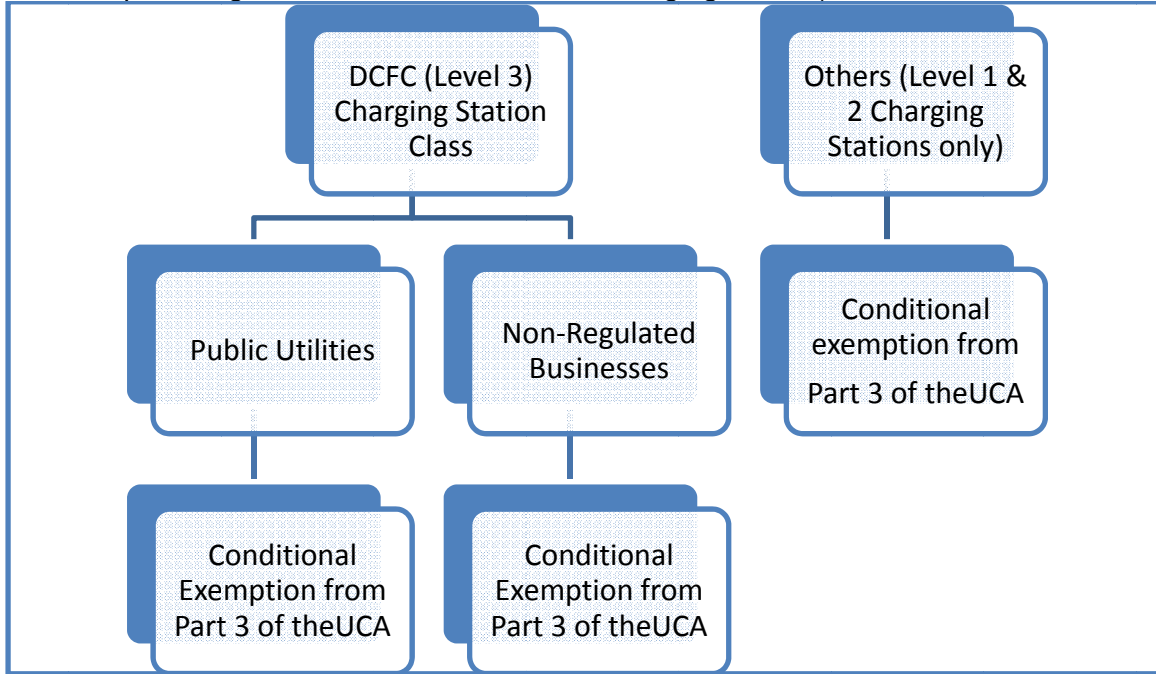 DCFC (Level 3)
Charging Station
Class
Others (Level 1 &
2 Charging
Stations only)
Public Utilities
Non-Regulated
Businesses
Conditional
exemption from
Part 3 of theUCA
Conditional
Exemption from
Part 3 of theUCA
Conditional
Exemption from
Part 3 of theUCA